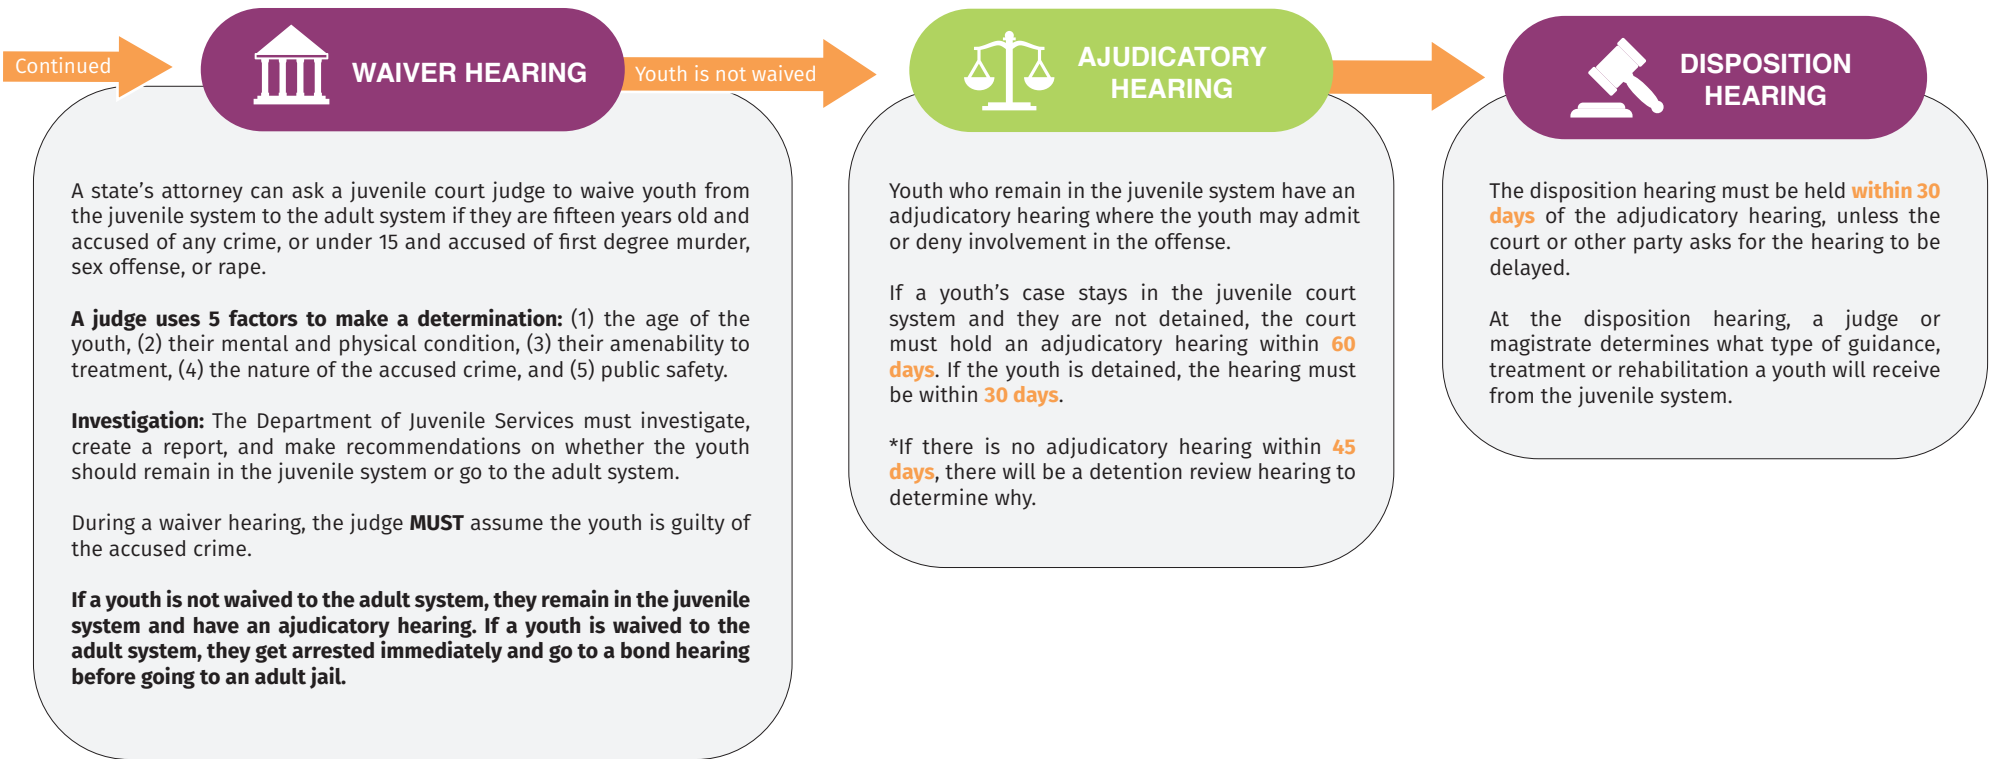 Continued
WAIVER HEARING
A state’s attorney can ask a juvenile court judge to waive youth from
the juvenile system to the adult system if they are fifteen years old and
accused of any crime, or under 15 and accused of first degree murder,
sex offense, or rape.
A judge uses 5 factors to make a determination: (1) the age of the
youth, (2) their mental and physical condition, (3) their amenability to
treatment, (4) the nature of the accused crime, and (5) public safety.
Investigation: The Department of Juvenile Services must investigate,
create a report, and make recommendations on whether the youth
should remain in the juvenile system or go to the adult system.
During a waiver hearing, the judge MUST assume the youth is guilty of
the accused crime.
If a youth is not waived to the adult system, they remain in the juvenile
system and have an ajudicatory hearing. If a youth is waived to the
adult system, they get arrested immediately and go to a bond hearing
before going to an adult jail.
Youth is not waived
AJUDICATORY
HEARING
Youth who remain in the juvenile system have an
adjudicatory hearing where the youth may admit
or deny involvement in the offense.
If a youth’s case stays in the juvenile court
system and they are not detained, the court
must hold an adjudicatory hearing within 60
days. If the youth is detained, the hearing must
be within 30 days.
*If there is no adjudicatory hearing within 45
days, there will be a detention review hearing to
determine why.
DISPOSITION
HEARING
The disposition hearing must be held within 30
days of the adjudicatory hearing, unless the
court or other party asks for the hearing to be
delayed.
At the disposition hearing, a judge or
magistrate determines what type of guidance,
treatment or rehabilitation a youth will receive
from the juvenile system.